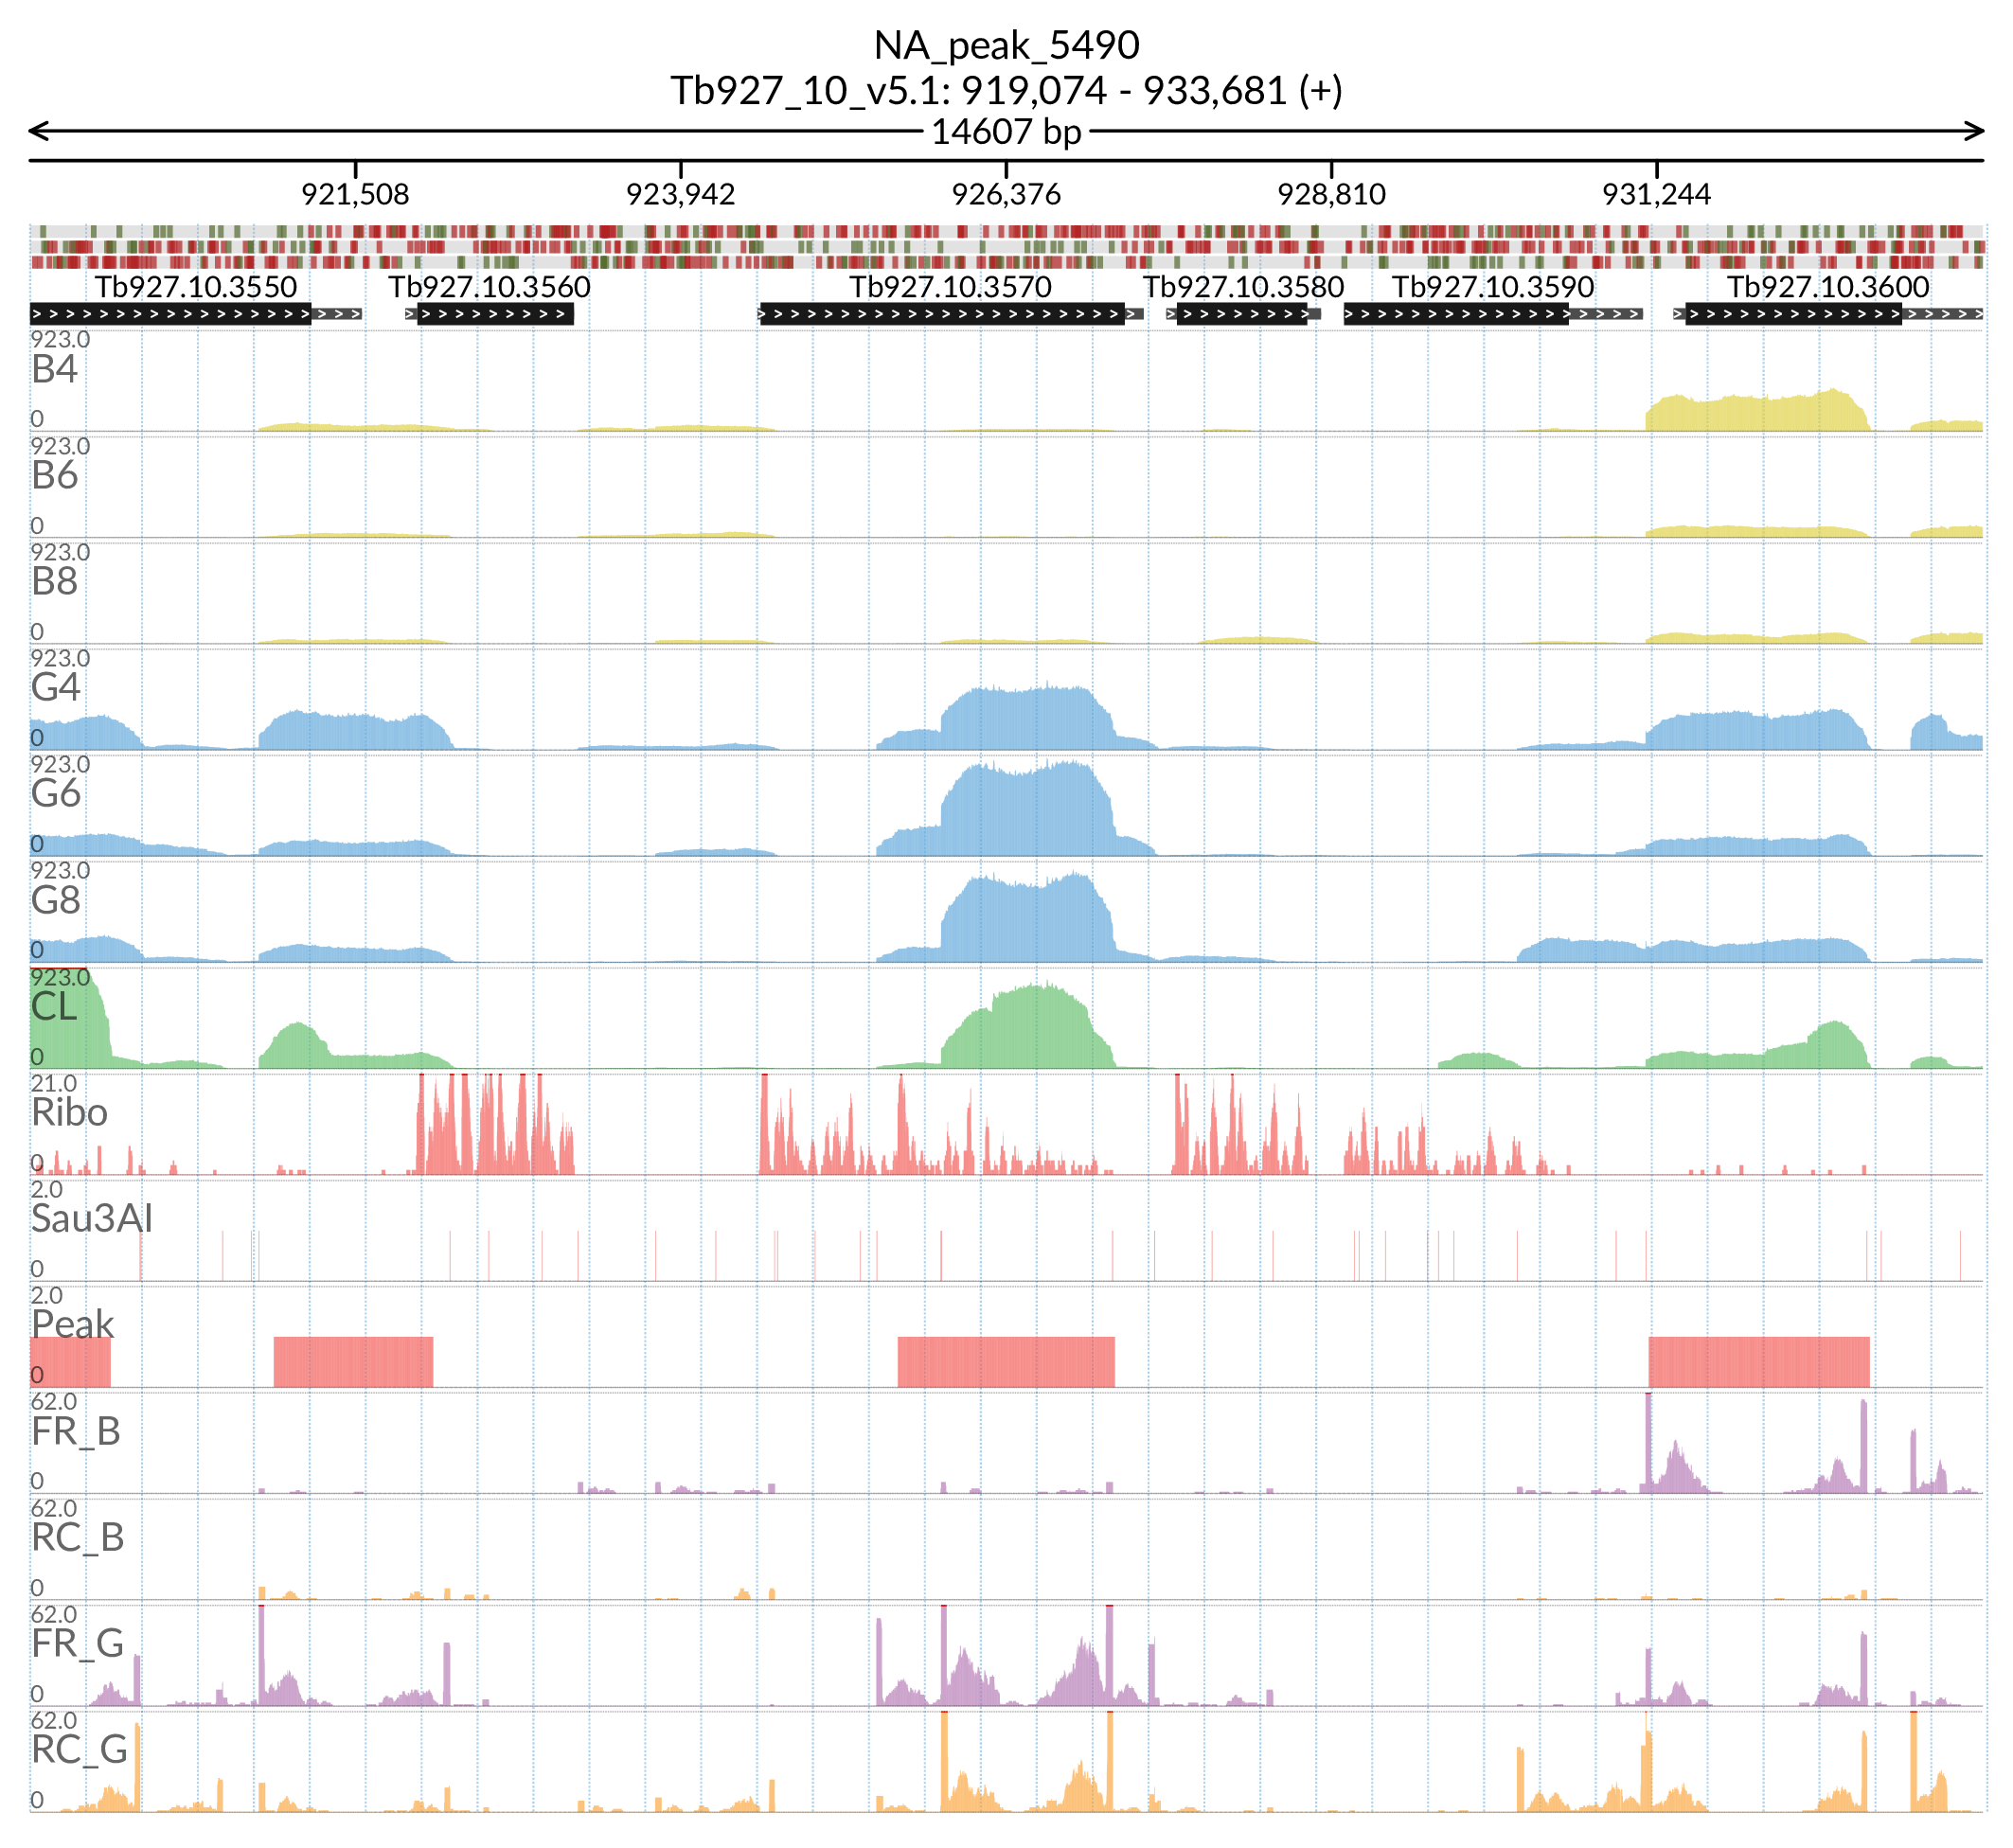 NA_peak_5490
Tb927_10_v5.1: 919,074 - 933,681 (+)
14607 bp
921,508 923,942 926,376 928,810 931,244
Tb927.10.3550 Tb927.10.3560 Tb927.10.3570 Tb927.10.3580 Tb927.10.3590 Tb927.10.3600
923.0
B4
0
923.0
B6
0
923.0
B8
0
923.0
G4
0
923.0
G6
0
923.0
G8
0
923.0
CL
0
21.0
Ribo
0
2.0
Sau3AI
0
2.0
Peak
0
62.0
FR_B
0
62.0
RC_B
0
62.0
FR_G
0
62.0
RC_G
0